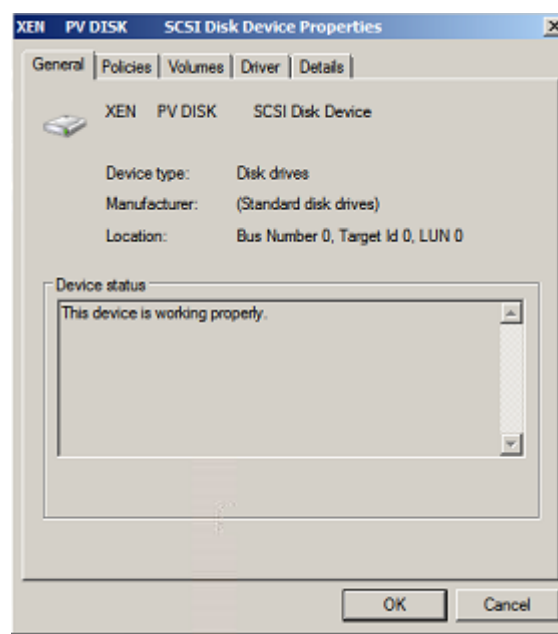 XEN PV DISK SCSI Disk Device Properties
General Policies Volumes Driver Details
XEN PV DISK SCSI Disk Device
Device type: Disk drives
Manufacturer: (Standard disk drives)
Location: Bus Number 0, Target Id 0, LUN 0
Device status
This device is working properly.
OK Cancel